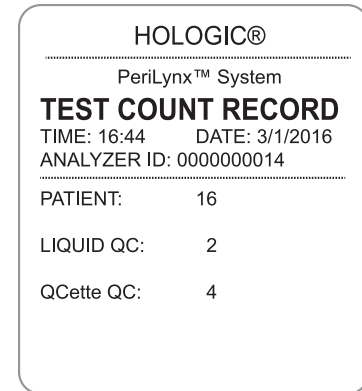 HOLOGIC®
PeriLynx™ System
TEST COUNT RECORD
TIME: 16:44 DATE: 3/1/2016
ANALYZER ID: 0000000014
PATIENT: 16
LIQUID QC: 2
QCette QC: 4